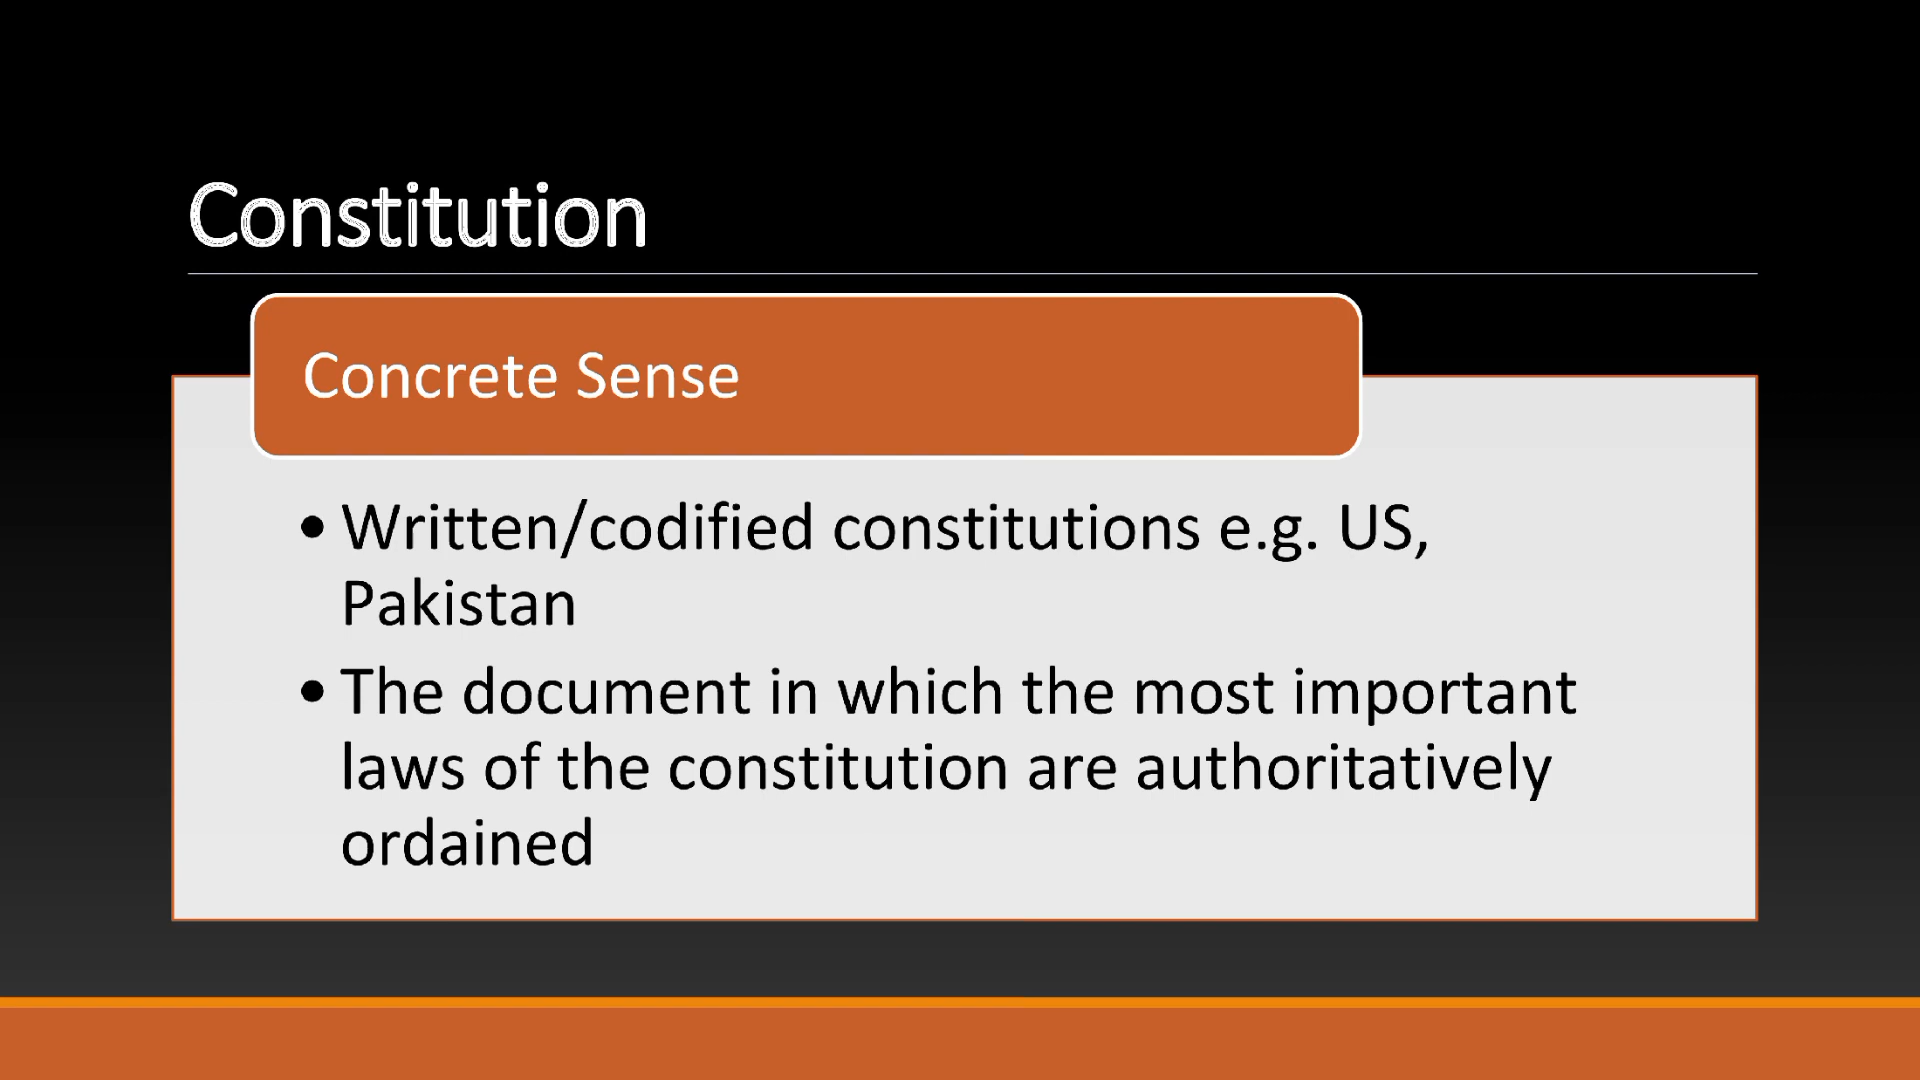 Constitution
Concrete Sense
• Written/codified constitutions e.g. US,
Pakistan
• The document in which the most important
laws of the constitution are authoritatively
ordained